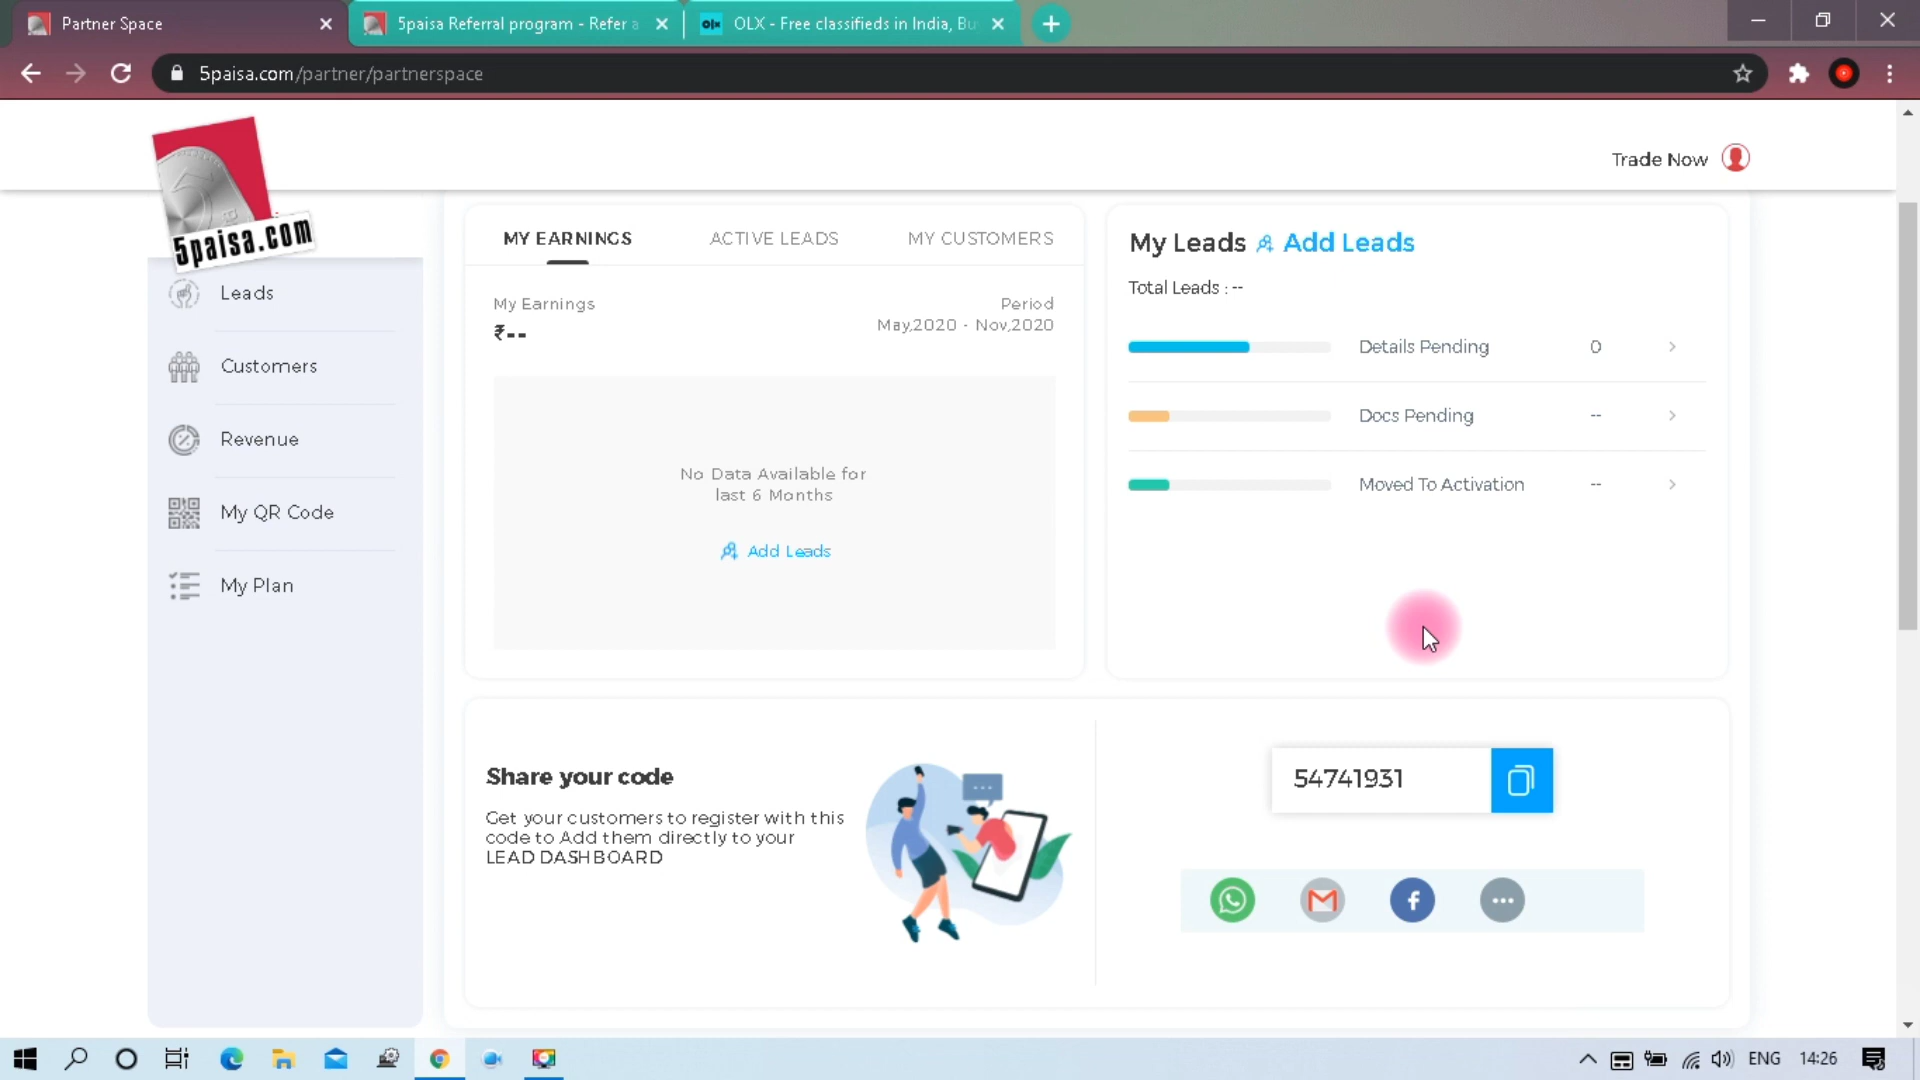 Partner Space
5paisa Referral program - Refer a
OLX - Free classifieds in India, Bu
5paisa.com/partner/partnerspace
5paisa.com
Trade Now
Leads
Customers
Revenue
My QR Code
My Plan
MY EARNINGS
ACTIVE LEADS
MY CUSTOMERS
My Earnings
₹--
Period
May,2020 - Nov,2020
No Data Available for
last 6 Months
Add Leads
My Leads Add Leads
Total Leads : --
Details Pending 0
Docs Pending --
Moved To Activation --
Share your code
Get your customers to register with this
code to Add them directly to your
LEAD DASHBOARD
54741931
ENG 14:26